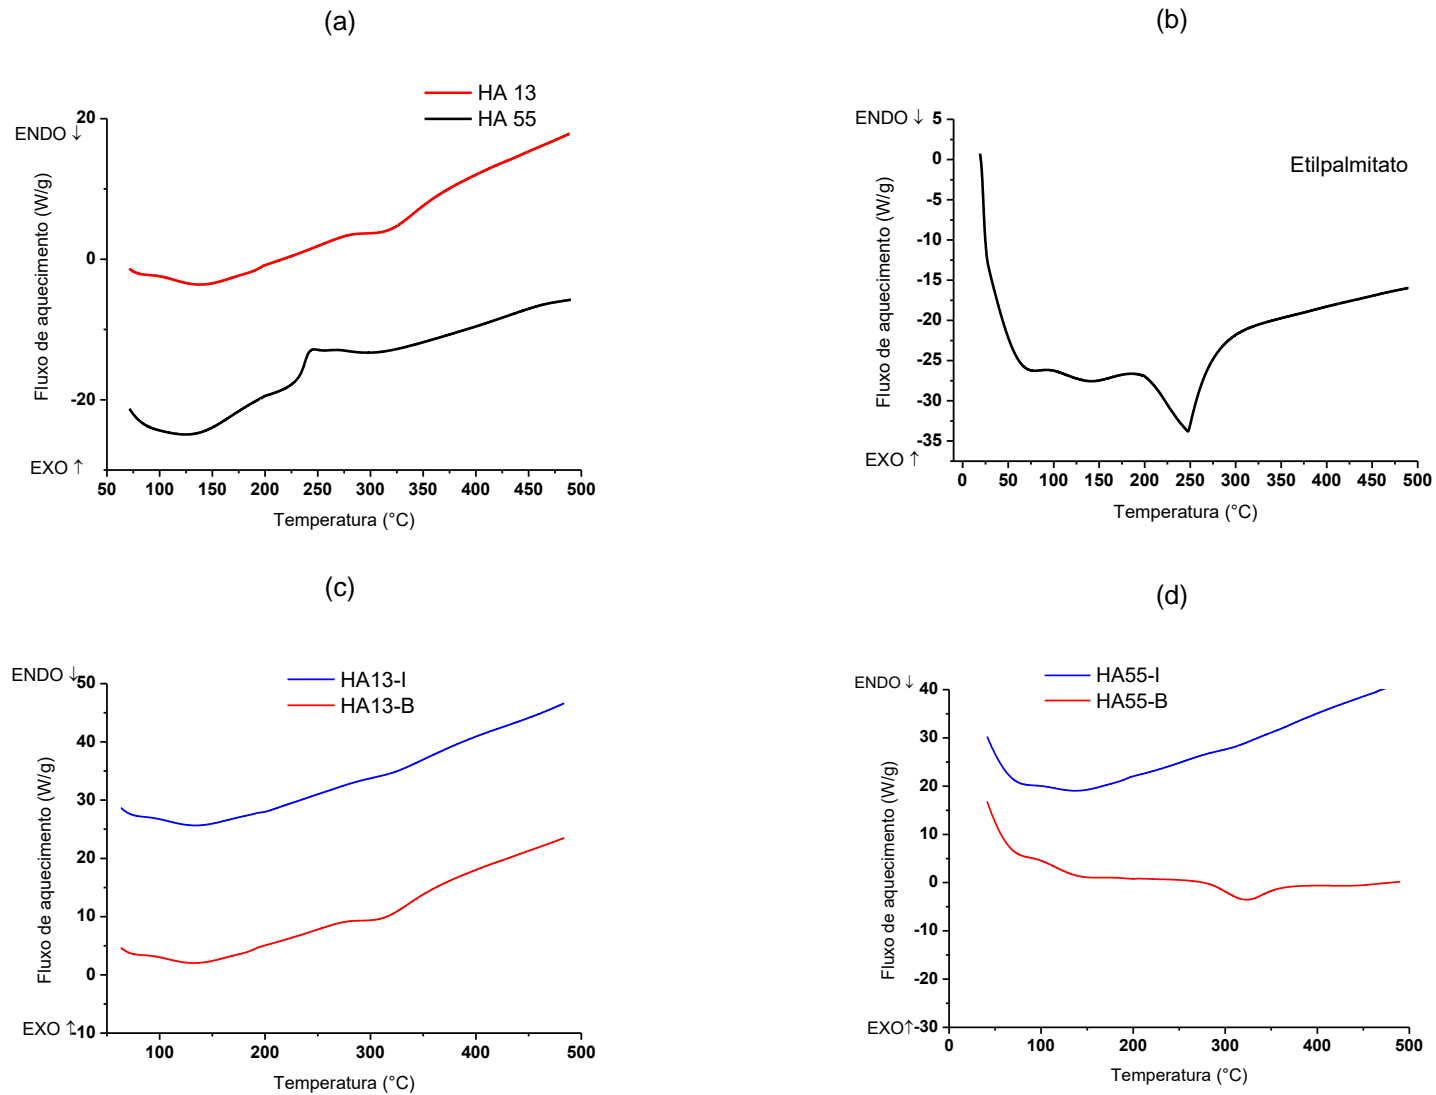 (a)
HA 13
HA 55
ENDO ↓
20
0
-20
EXO ↑
Fluxo de aquecimento (W/g)
50 100 150 200 250 300 350 400 450 500
Temperatura (°C)
(b)
ENDO ↓
5
0
-5
-10
-15
-20
-25
-30
-35
EXO ↑
Fluxo de aquecimento (W/g)
Etilpalmitato
0 50 100 150 200 250 300 350 400 450 500
Temperatura (°C)
(c)
HA13-I
HA13-B
ENDO ↓
50
40
30
20
10
0
-10
EXO ↑
Fluxo de aquecimento (W/g)
100 200 300 400 500
Temperatura (°C)
(d)
HA55-I
HA55-B
ENDO ↓
40
30
20
10
0
-10
-20
-30
EXO↑
Fluxo de aquecimento (W/g)
0 100 200 300 400 500
Temperatura (°C)